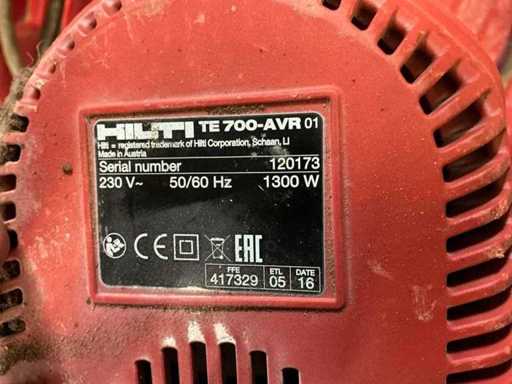 HILTI TE 700-AVR 01
Hilti = registered trademark of Hilti Corporation, Schaan, LI
Made in Austria
Serial number 120173
230 V~ 50/60 Hz 1300 W
CE EAC
FFE ETL DATE
417329 05 16